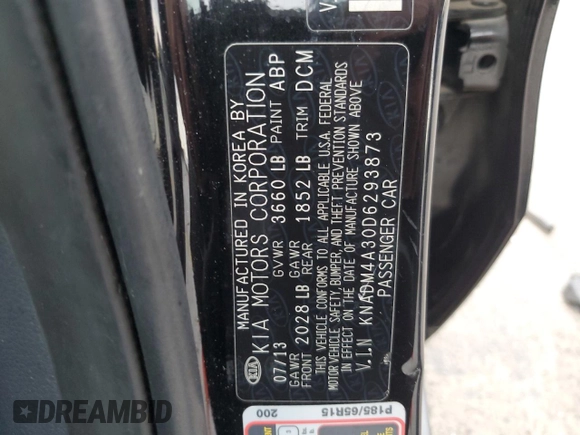 MANUFACTURED IN KOREA BY
KIA MOTORS CORPORATION
07/13 GVWR 3660 LB PAINT ABP
GAWR FRONT 2028 LB GAWR REAR 1852 LB TRIM DCM
THIS VEHICLE CONFORMS TO ALL APPLICABLE U.S.A. FEDERAL
MOTOR VEHICLE SAFETY, BUMPER, AND THEFT PREVENTION STANDARDS
IN EFFECT ON THE DATE OF MANUFACTURE SHOWN ABOVE
V.I.N KNADM4A30D6293873
PASSENGER CAR
KIA
P185/65R15
200
DREAMBID